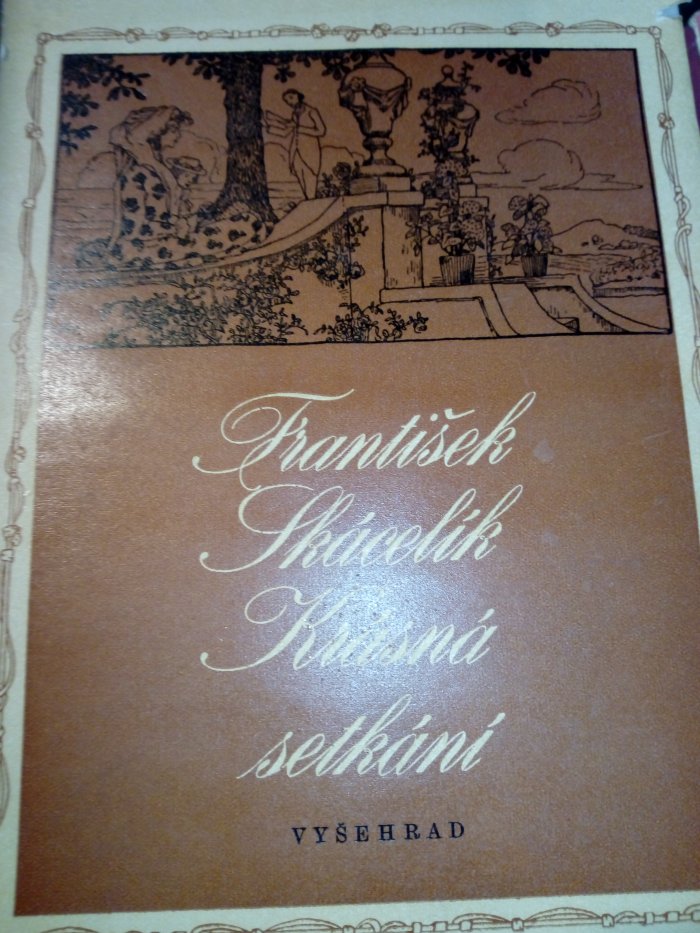 František
Skácelík
Krásná
setkání
VYŠEHRAD